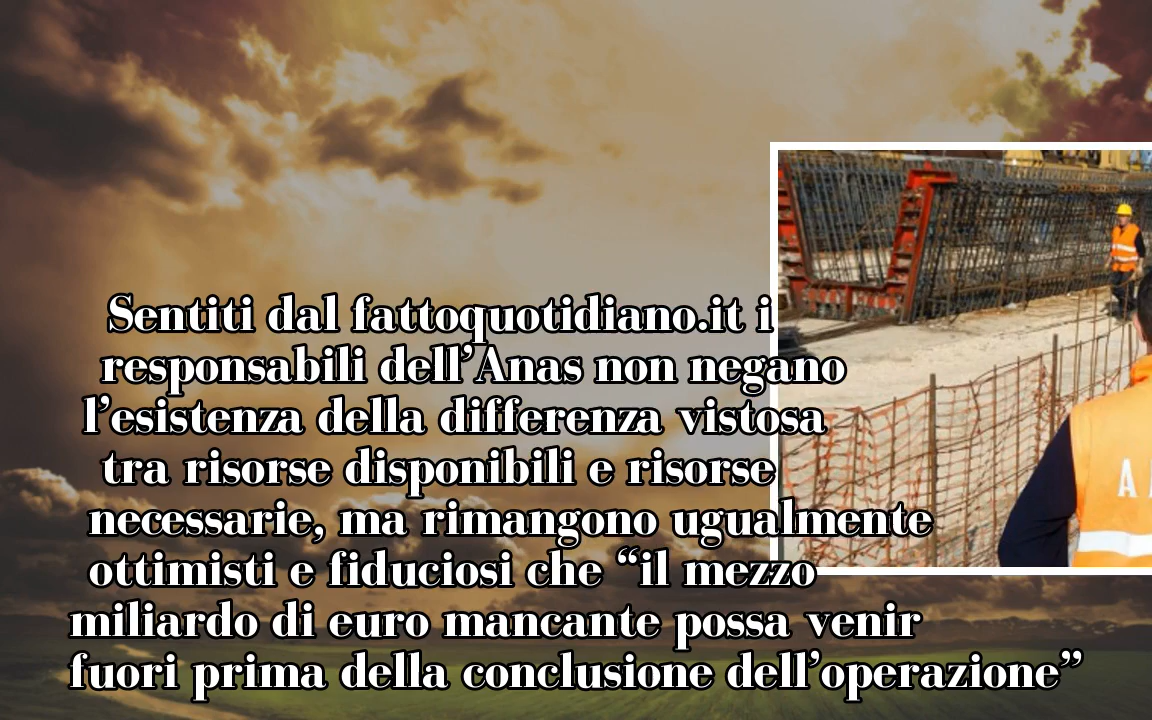 Sentiti dal fattoquotidiano.it i
responsabili dell’Anas non negano
l’esistenza della differenza vistosa
tra risorse disponibili e risorse
necessarie, ma rimangono ugualmente
ottimisti e fiduciosi che “il mezzo
miliardo di euro mancante possa venir
fuori prima della conclusione dell’operazione”
A